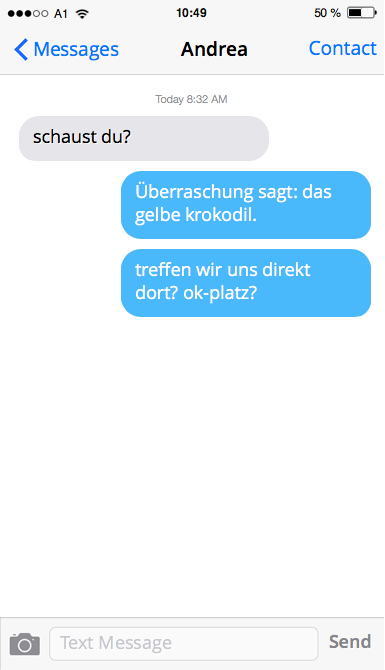 A1 10:49 50 %
Messages Andrea Contact
Today 8:32 AM
schaust du?
Überraschung sagt: das
gelbe krokodil.
treffen wir uns direkt
dort? ok-platz?
Text Message Send